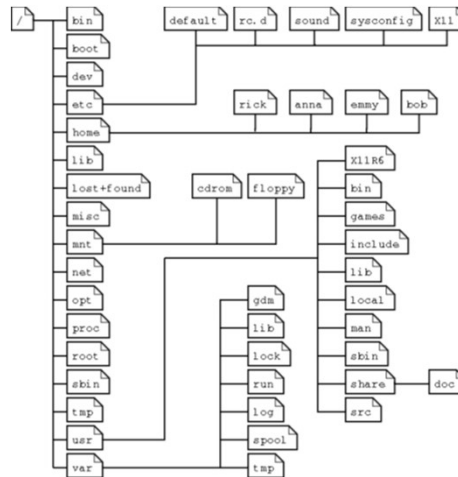 / bin default rc.d sound sysconfig X11
boot
dev
etc
home rick anna emmy bob
lib X11R6
lost+found cdrom floppy bin
misc games
mnt include
net lib
opt gdm local
proc lib man
root lock sbin
sbin run share doc
tmp log src
usr spool
var tmp